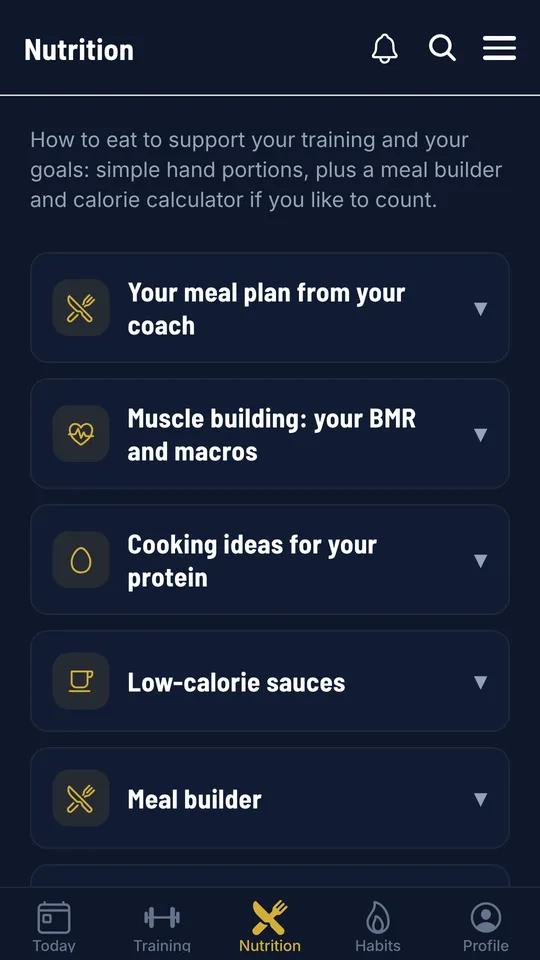 Nutrition
How to eat to support your training and your
goals: simple hand portions, plus a meal builder
and calorie calculator if you like to count.
Your meal plan from your
coach
Muscle building: your BMR
and macros
Cooking ideas for your
protein
Low-calorie sauces
Meal builder
Today
Training
Nutrition
Habits
Profile